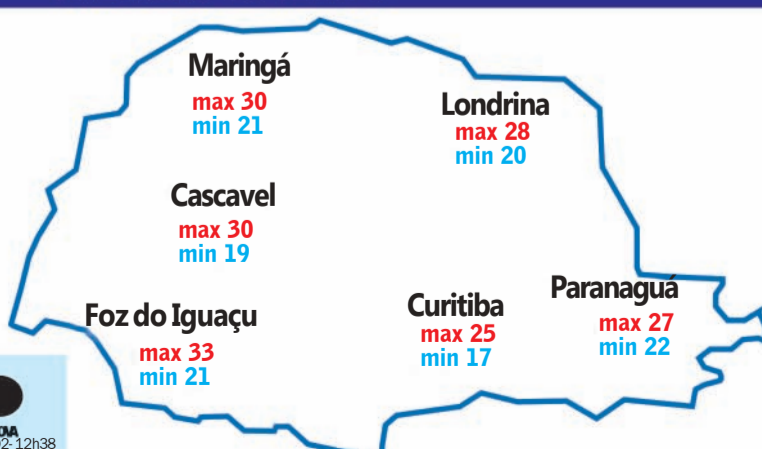 Maringá
max 30
min 21
Londrina
max 28
min 20
Cascavel
max 30
min 19
Foz do Iguaçu
max 33
min 21
Curitiba
max 25
min 17
Paranaguá
max 27
min 22
12h38